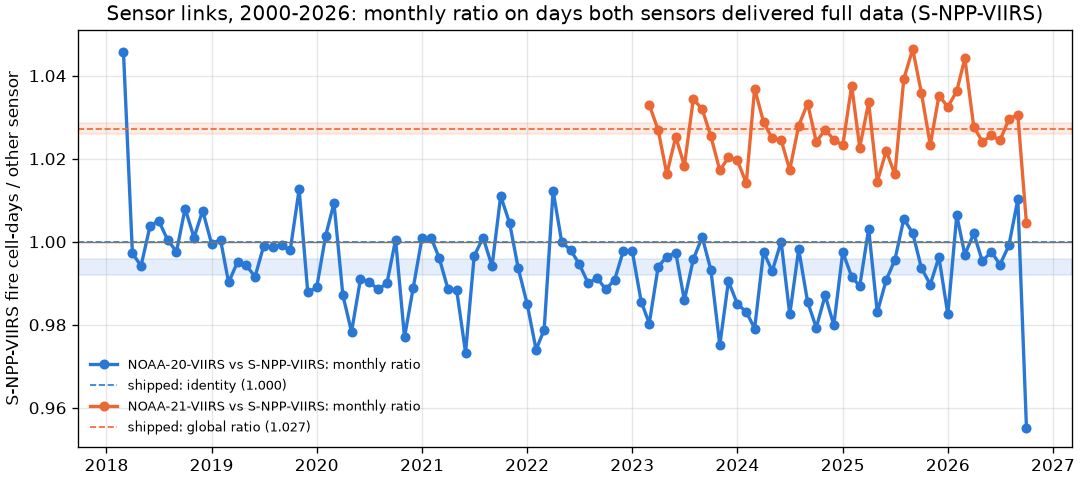 Sensor links, 2000-2026: monthly ratio on days both sensors delivered full data (S-NPP-VIIRS)
S-NPP-VIIRS fire cell-days / other sensor
1.04
1.02
1.00
0.98
0.96
NOAA-20-VIIRS vs S-NPP-VIIRS: monthly ratio
shipped: identity (1.000)
NOAA-21-VIIRS vs S-NPP-VIIRS: monthly ratio
shipped: global ratio (1.027)
2018 2019 2020 2021 2022 2023 2024 2025 2026 2027